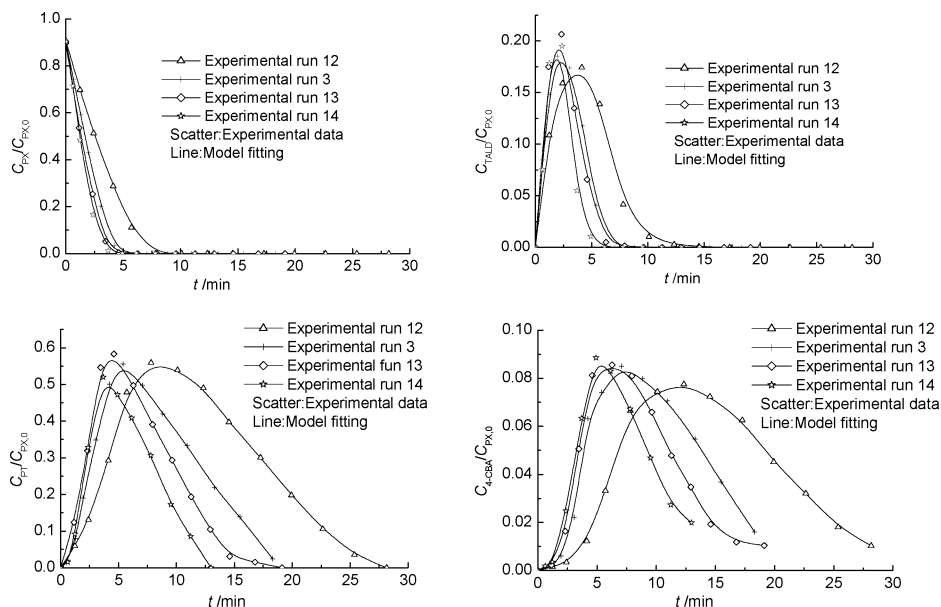 1.0
0.8
0.6
0.4
0.2
0.0
C_PX/C_PX,0
0 5 10 15 20 25 30
t /min
Experimental run 12
Experimental run 3
Experimental run 13
Experimental run 14
Scatter:Experimental data
Line:Model fitting
0.20
0.15
0.10
0.05
0.00
C_TALD/C_PX,0
0 5 10 15 20 25 30
t /min
Experimental run 12
Experimental run 3
Experimental run 13
Experimental run 14
Scatter:Experimental data
Line:Model fitting
0.6
0.5
0.4
0.3
0.2
0.1
0.0
C_PT/C_PX,0
0 5 10 15 20 25 30
t /min
Experimental run 12
Experimental run 3
Experimental fun 13
Experimental run 14
Scatter:Experimental data
Line:Model fitting
0.10
0.08
0.06
0.04
0.02
0.00
C_4-CBA/C_PX,0
0 5 10 15 20 25 30
t /min
Experimental run 12
Experimental run 3
Experimental run 13
Experimental run 14
Scatter:Experimental data
Line:Model fitting